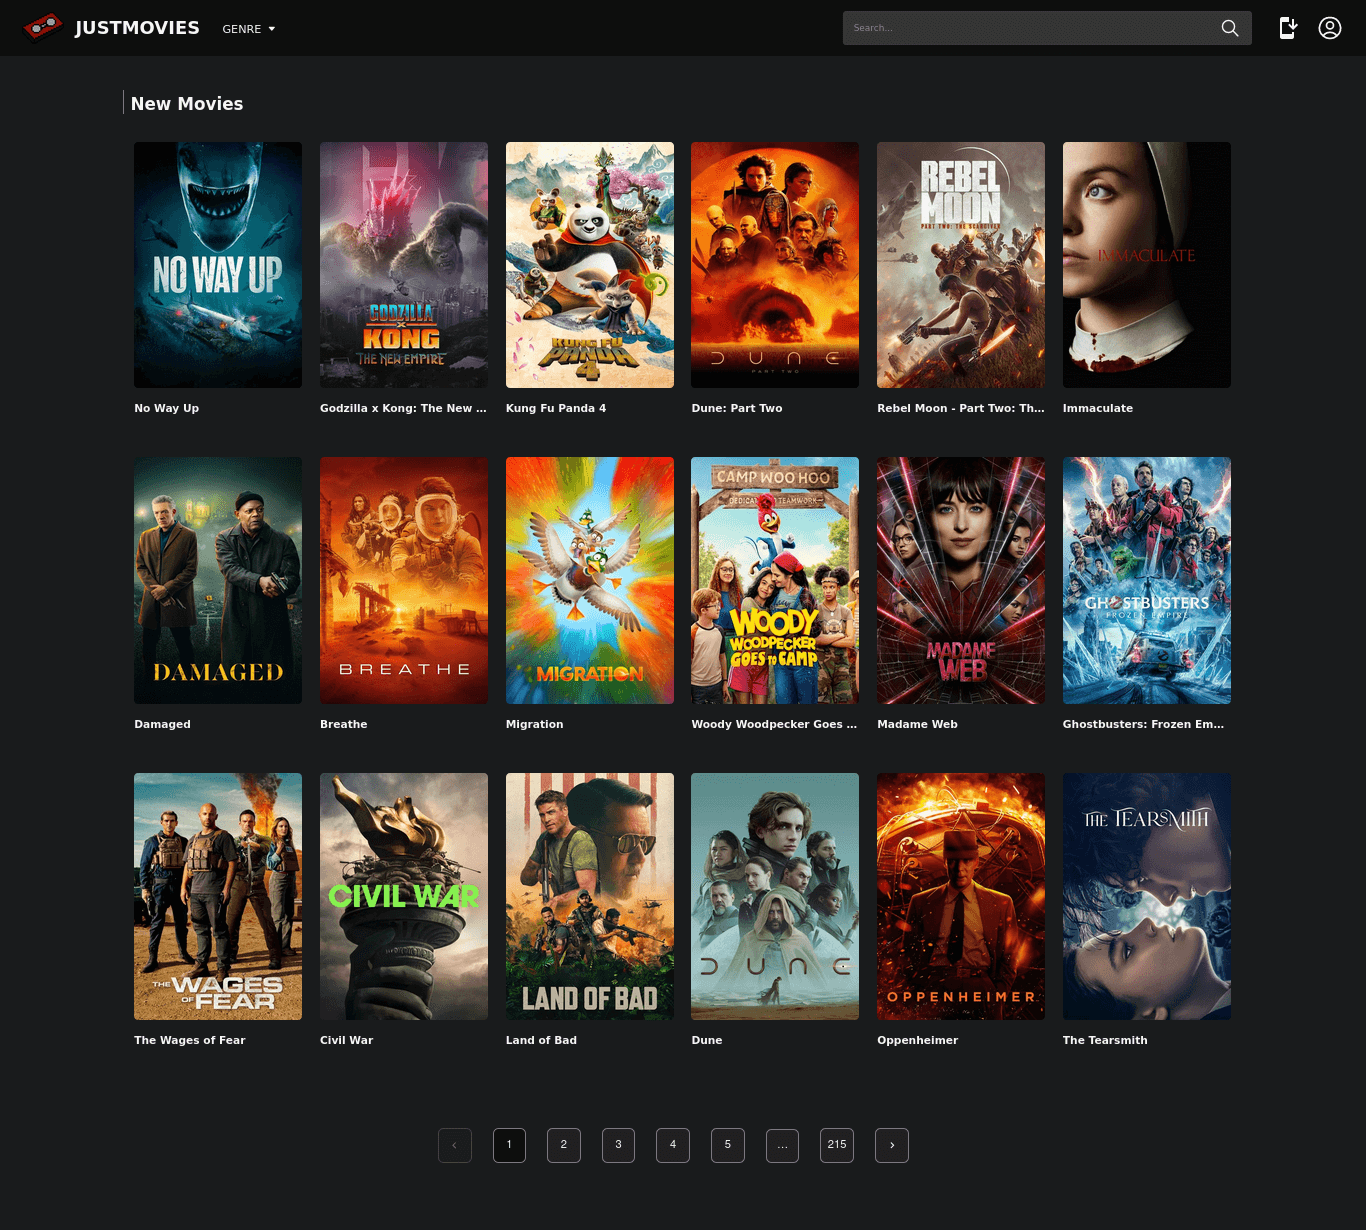 JUSTMOVIES GENRE Search...
New Movies
NO WAY UP
GODZILLA
X
KONG
THE NEW EMPIRE
KUNG FU
PANDA
4
DUNE
PART TWO
REBEL
MOON
PART TWO: THE SCARGIVER
IMMACULATE
No Way Up
Godzilla x Kong: The New ...
Kung Fu Panda 4
Dune: Part Two
Rebel Moon - Part Two: Th...
Immaculate
DAMAGED
BREATHE
MIGRATION
CAMP WOO HOO
TEAMWORK
WOODY
WOODPECKER
GOES TO CAMP
MADAME
WEB
GHOSTBUSTERS
FROZEN EMPIRE
Damaged
Breathe
Migration
Woody Woodpecker Goes ...
Madame Web
Ghostbusters: Frozen Em...
THE WAGES
OF FEAR
CIVIL WAR
LAND OF BAD
DUNE
OPPENHEIMER
THE TEARSMITH
The Wages of Fear
Civil War
Land of Bad
Dune
Oppenheimer
The Tearsmith
‹ 1 2 3 4 5 ... 215 ›